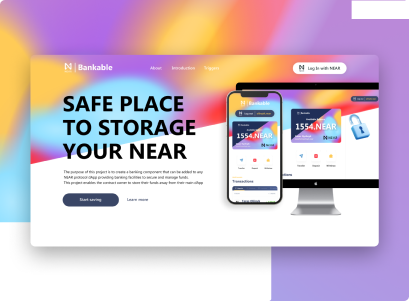 N | Bankable
About
Introduction
Log In with NEAR
SAFE PLACE
TO STORAGE
YOUR NEAR
The purpose of this project is to create a banking component that can be added to any
NEAR protocol dApp providing banking facilities to secure and manage funds.
This project enables the contract owner to store their funds away from their main dApp
Start saving
Learn more
Bankable
1554.NEAR
Transactions
Bankable
1554.NEAR